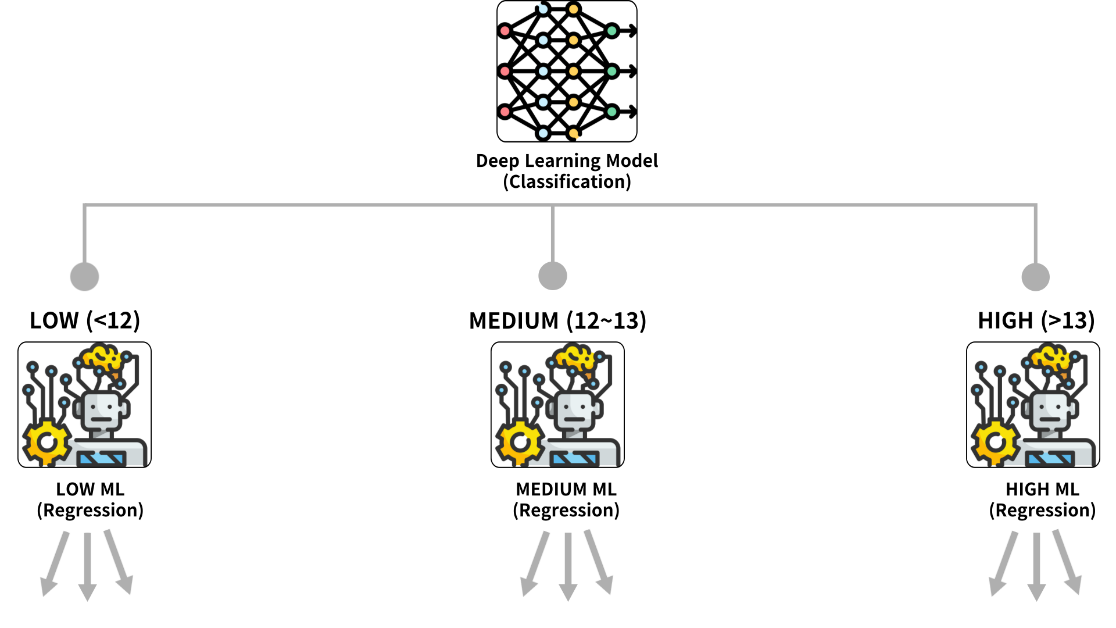 Deep Learning Model
(Classification)
LOW (<12)
MEDIUM (12~13)
HIGH (>13)
LOW ML
(Regression)
MEDIUM ML
(Regression)
HIGH ML
(Regression)